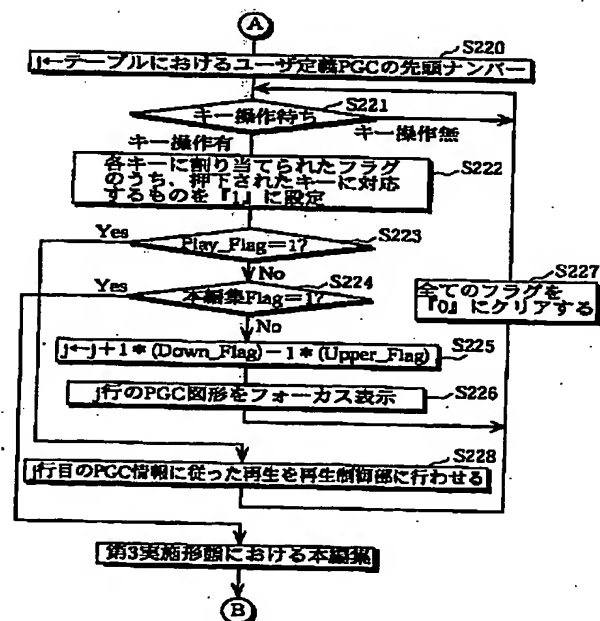 A
S220
j←テーブルにおけるユーザ定義PGCの先頭ナンバー
S221
キー操作待ち
キー操作有
キー操作無
S222
各キーに割り当てられたフラグ
のうち、押下されたキーに対応
するものを『1』に設定
S223
Yes
Play_Flag=1?
No
S224
Yes
本編集Flag=1?
No
S227
全てのフラグを
『0』にクリアする
S225
j←j+1*(Down_Flag)-1*(Upper_Flag)
S226
j行のPGC図形をフォーカス表示
S228
j行目のPGC情報に従った再生を再生制御部に行わせる
第3実施形態における本編集
B